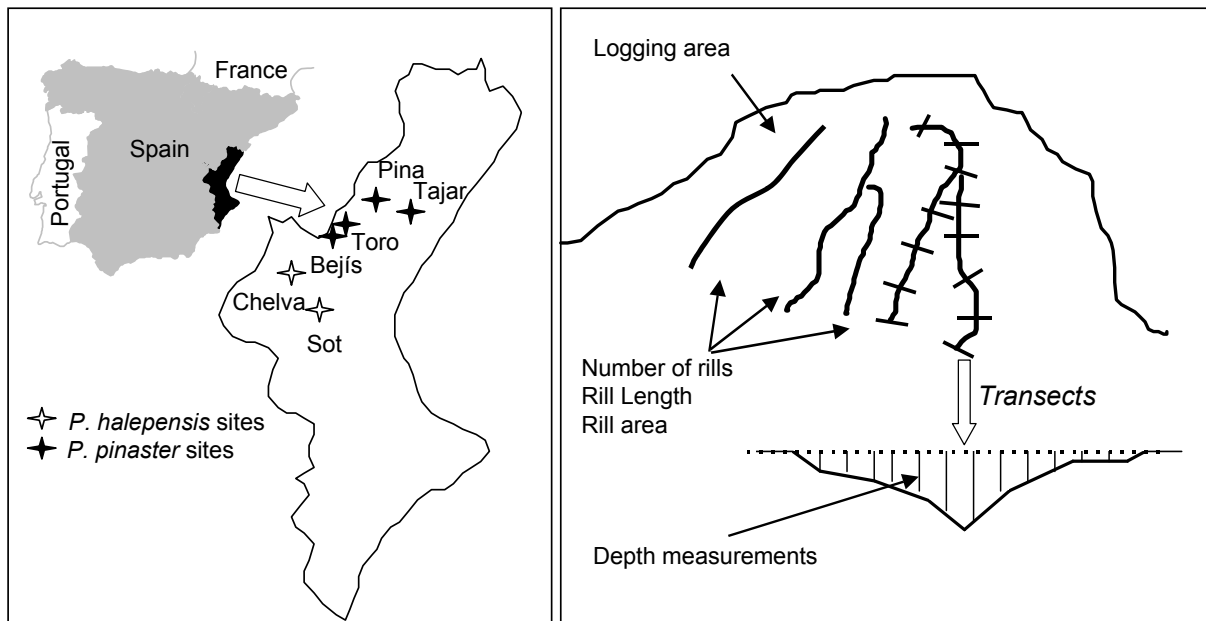 France
Spain
Portugal
Pina
Tajar
Toro
Bejís
Chelva
Sot
P. halepensis sites
P. pinaster sites
Logging area
Number of rills
Rill Length
Rill area
Transects
Depth measurements